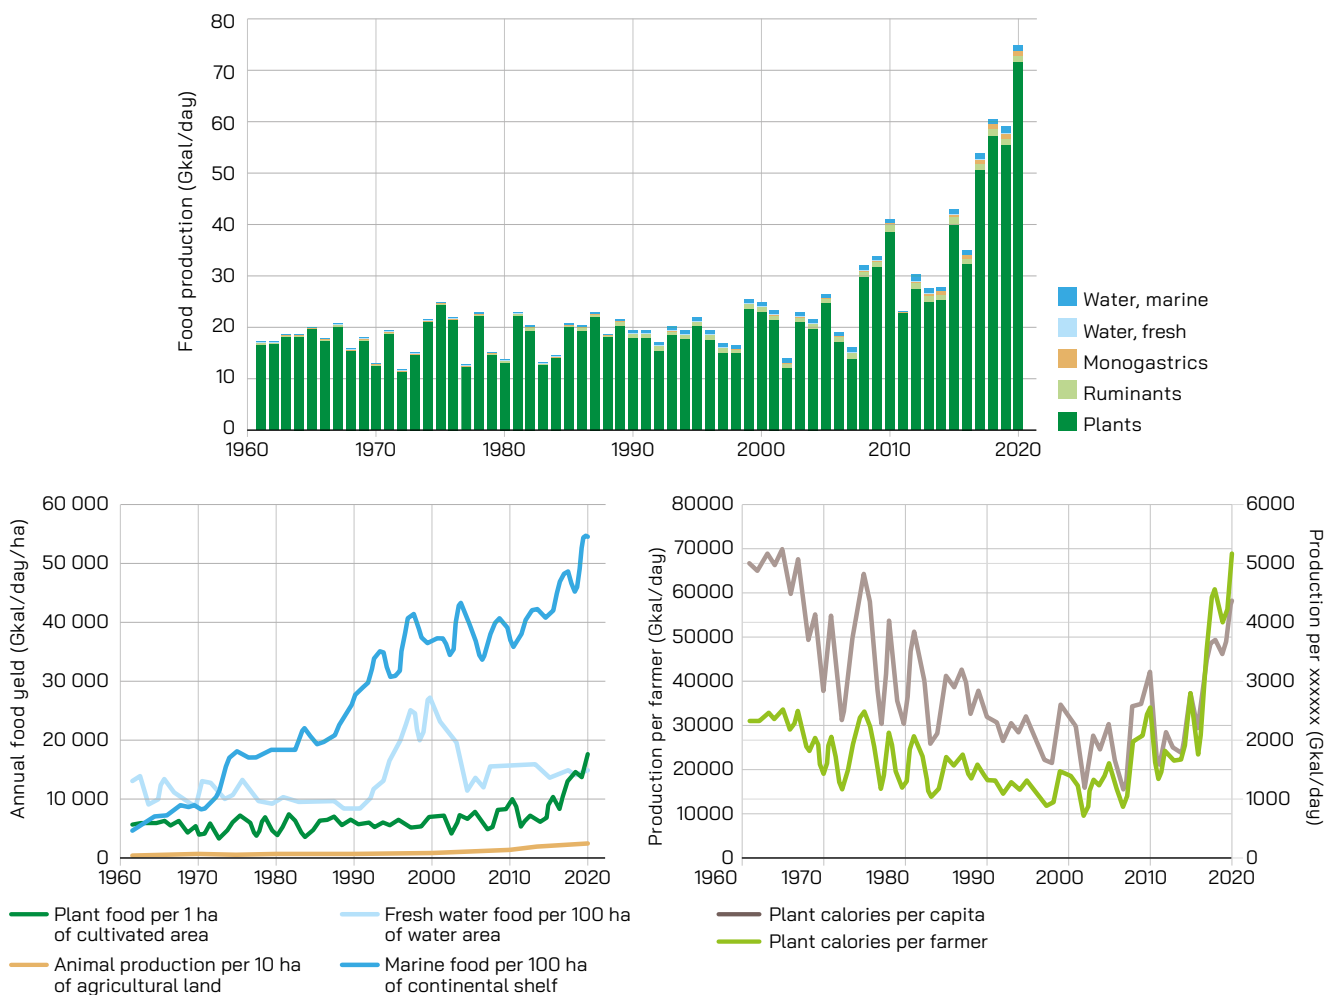 Food production (Gkal/day)
80
70
60
50
40
30
20
10
0
1960
1970
1980
1990
2000
2010
2020
Water, marine
Water, fresh
Monogastrics
Ruminants
Plants
Annual food yeld (Gkal/day/ha)
60 000
50 000
40 000
30 000
20 000
10 000
0
1960
1970
1980
1990
2000
2010
2020
Plant food per 1 ha
of cultivated area
Animal production per 10 ha
of agricultural land
Fresh water food per 100 ha
of water area
Marine food per 100 ha
of continental shelf
Production per farmer (Gkal/day)
80000
70000
60000
50000
40000
30000
20000
10000
0
6000
5000
4000
3000
2000
1000
0
Production per xxxxxx (Gkal/day)
1960
1970
1980
1990
2000
2010
2020
Plant calories per capita
Plant calories per farmer